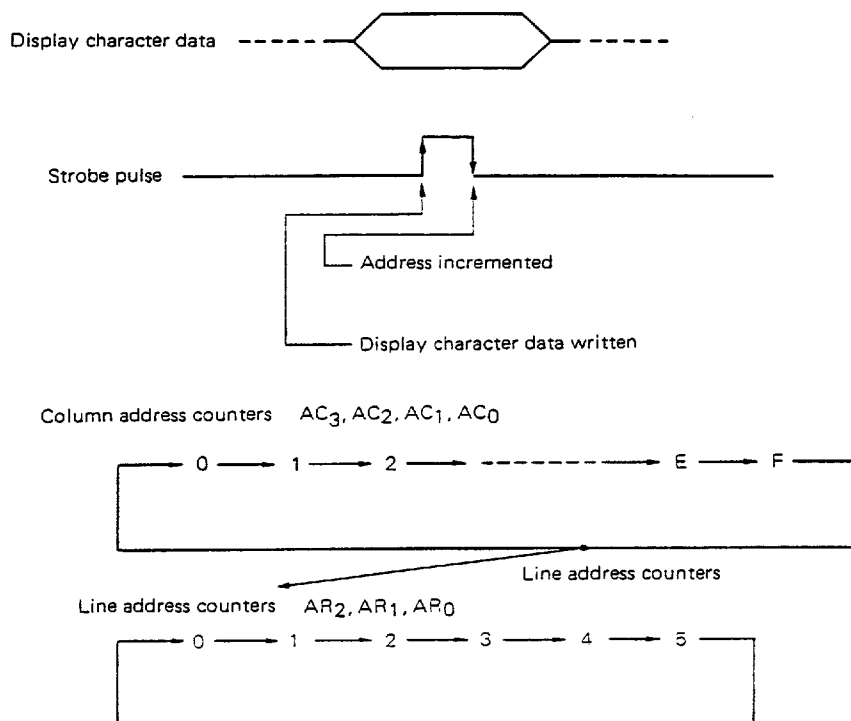 Display character data
Strobe pulse
Address incremented
Display character data written
Column address counters AC3, AC2, AC1, AC0
0 1 2 E F
Line address counters
Line address counters AR2, AR1, AR0
0 1 2 3 4 5